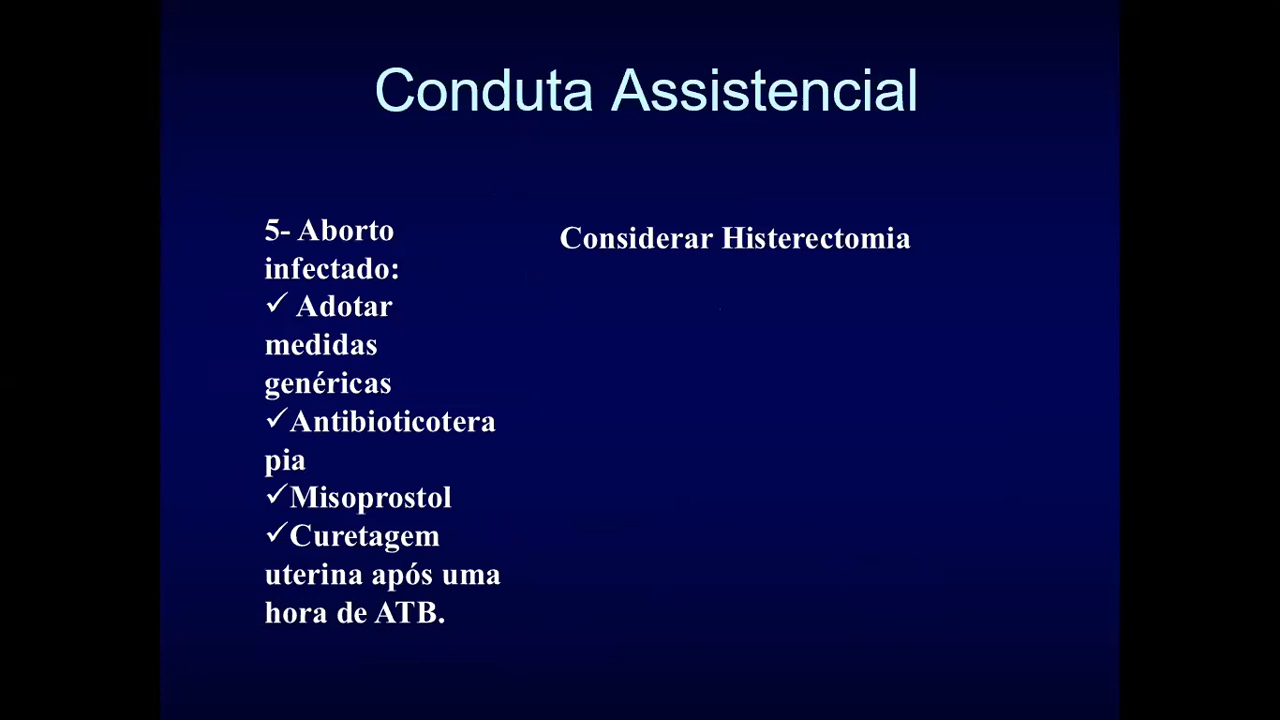 Conduta Assistencial
5- Aborto
infectado:
✓ Adotar
medidas
genéricas
✓Antibioticotera
pia
✓Misoprostol
✓Curetagem
uterina após uma
hora de ATB.
Considerar Histerectomia